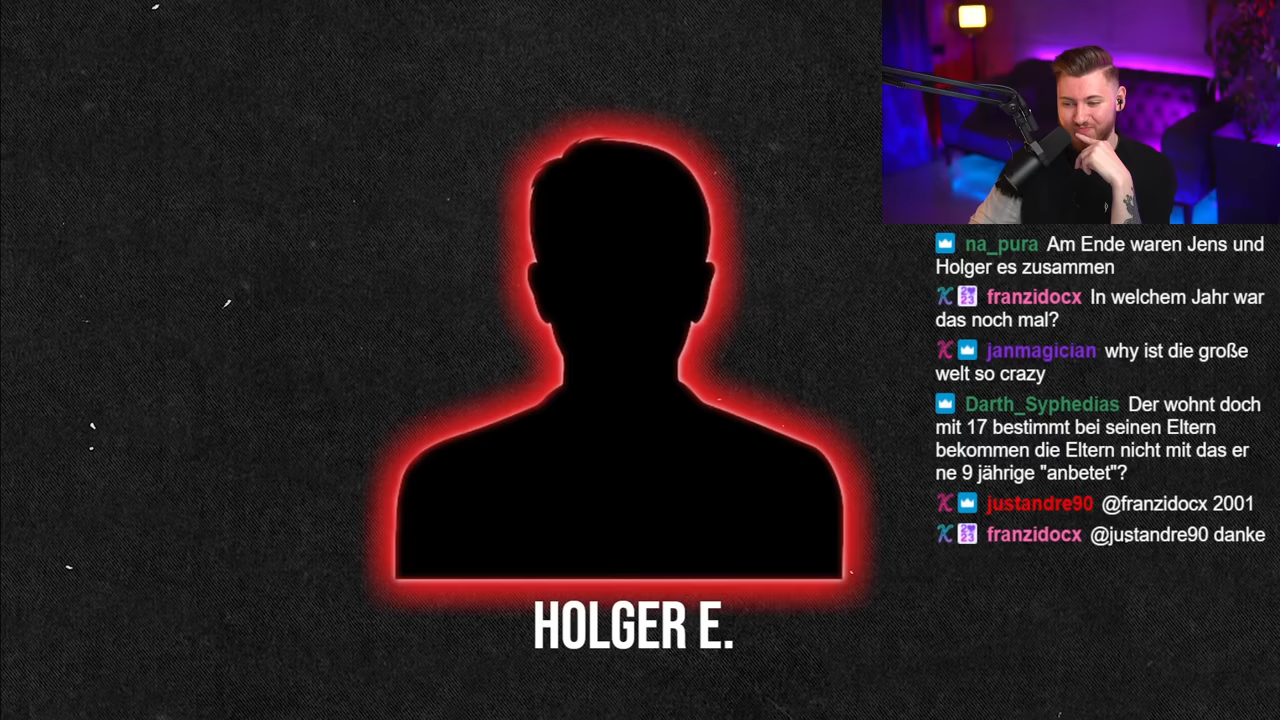 HOLGER E.
na_pura Am Ende waren Jens und
Holger es zusammen
franzidocx In welchem Jahr war
das noch mal?
janmagician why ist die große
welt so crazy
Darth_Syphedias Der wohnt doch
mit 17 bestimmt bei seinen Eltern
bekommen die Eltern nicht mit das er
ne 9 jährige "anbetet"?
justandre90 @franzidocx 2001
franzidocx @justandre90 danke